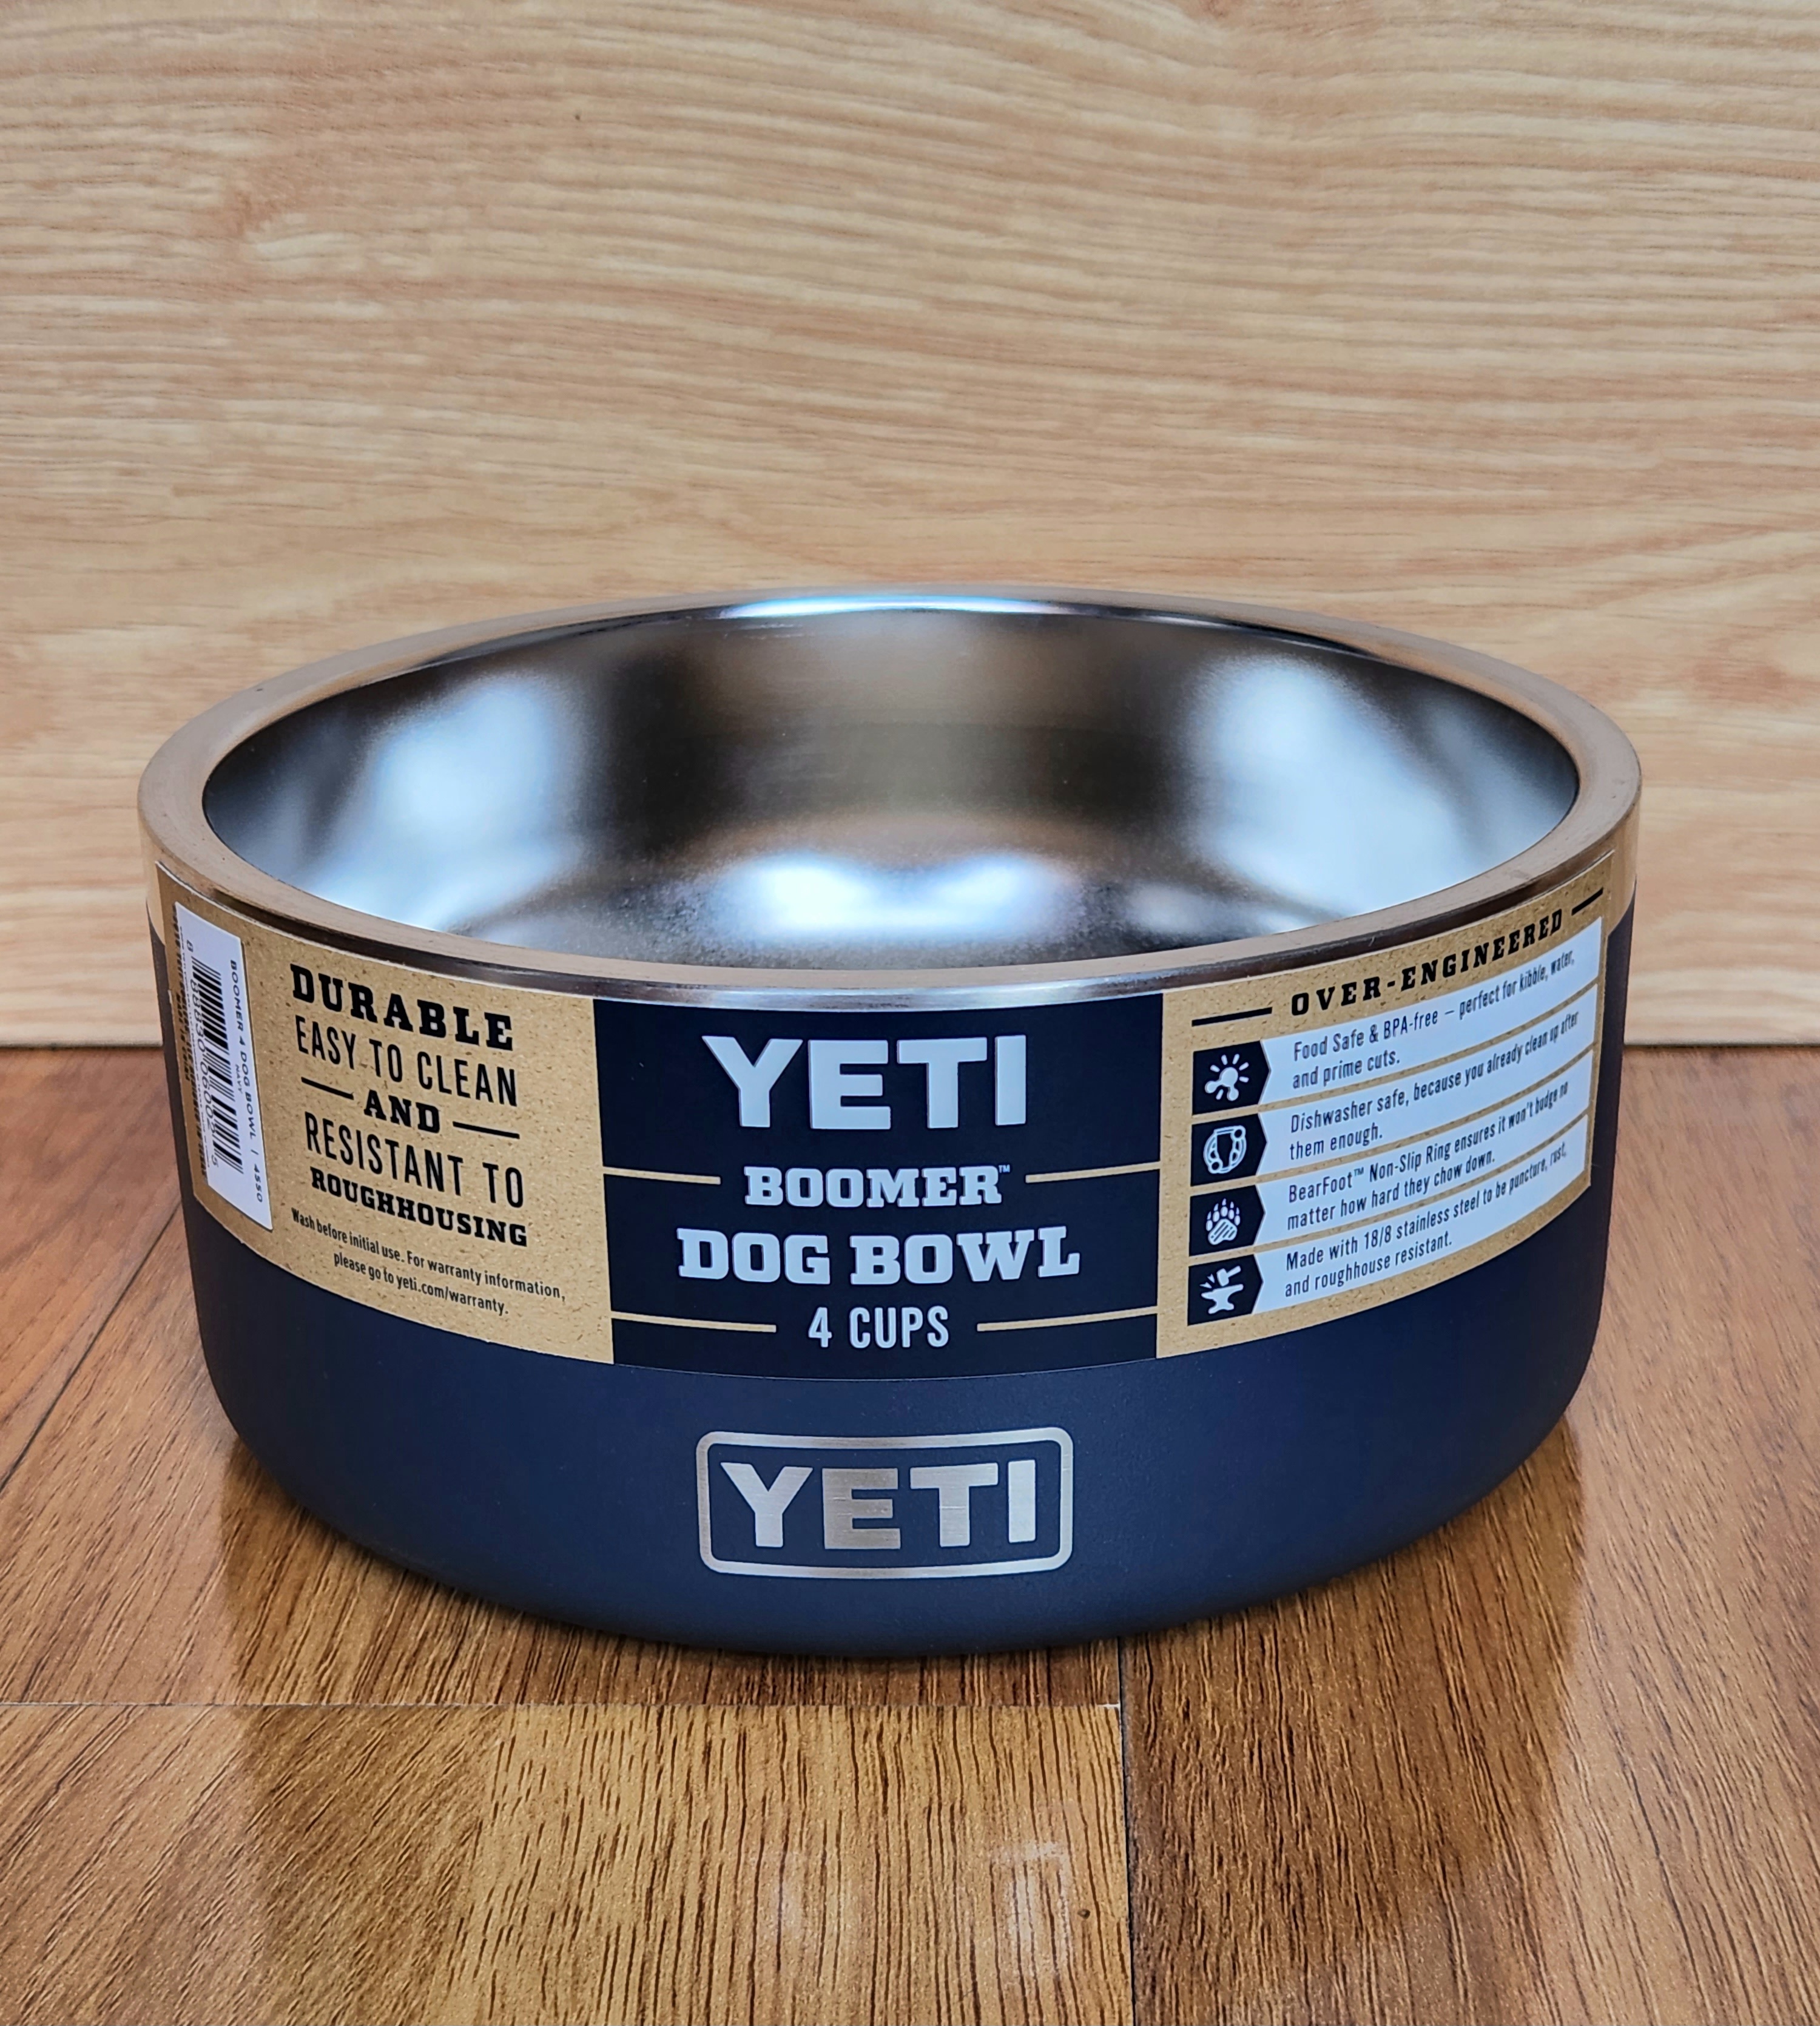 BOOMER 4 DOG BOWL | 4550
NAVY
DURABLE
EASY TO CLEAN
AND
RESISTANT TO
ROUGHHOUSING
Wash before initial use. For warranty information,
please go to yeti.com/warranty.
YETI
BOOMER™
DOG BOWL
4 CUPS
OVER-ENGINEERED
Food Safe & BPA-free — perfect for kibble, water,
and prime cuts.
Dishwasher safe, because you already clean up after
them enough.
BearFoot™ Non-Slip Ring ensures it won't budge no
matter how hard they chow down.
Made with 18/8 stainless steel to be puncture, rust,
and roughhouse resistant.
YETI